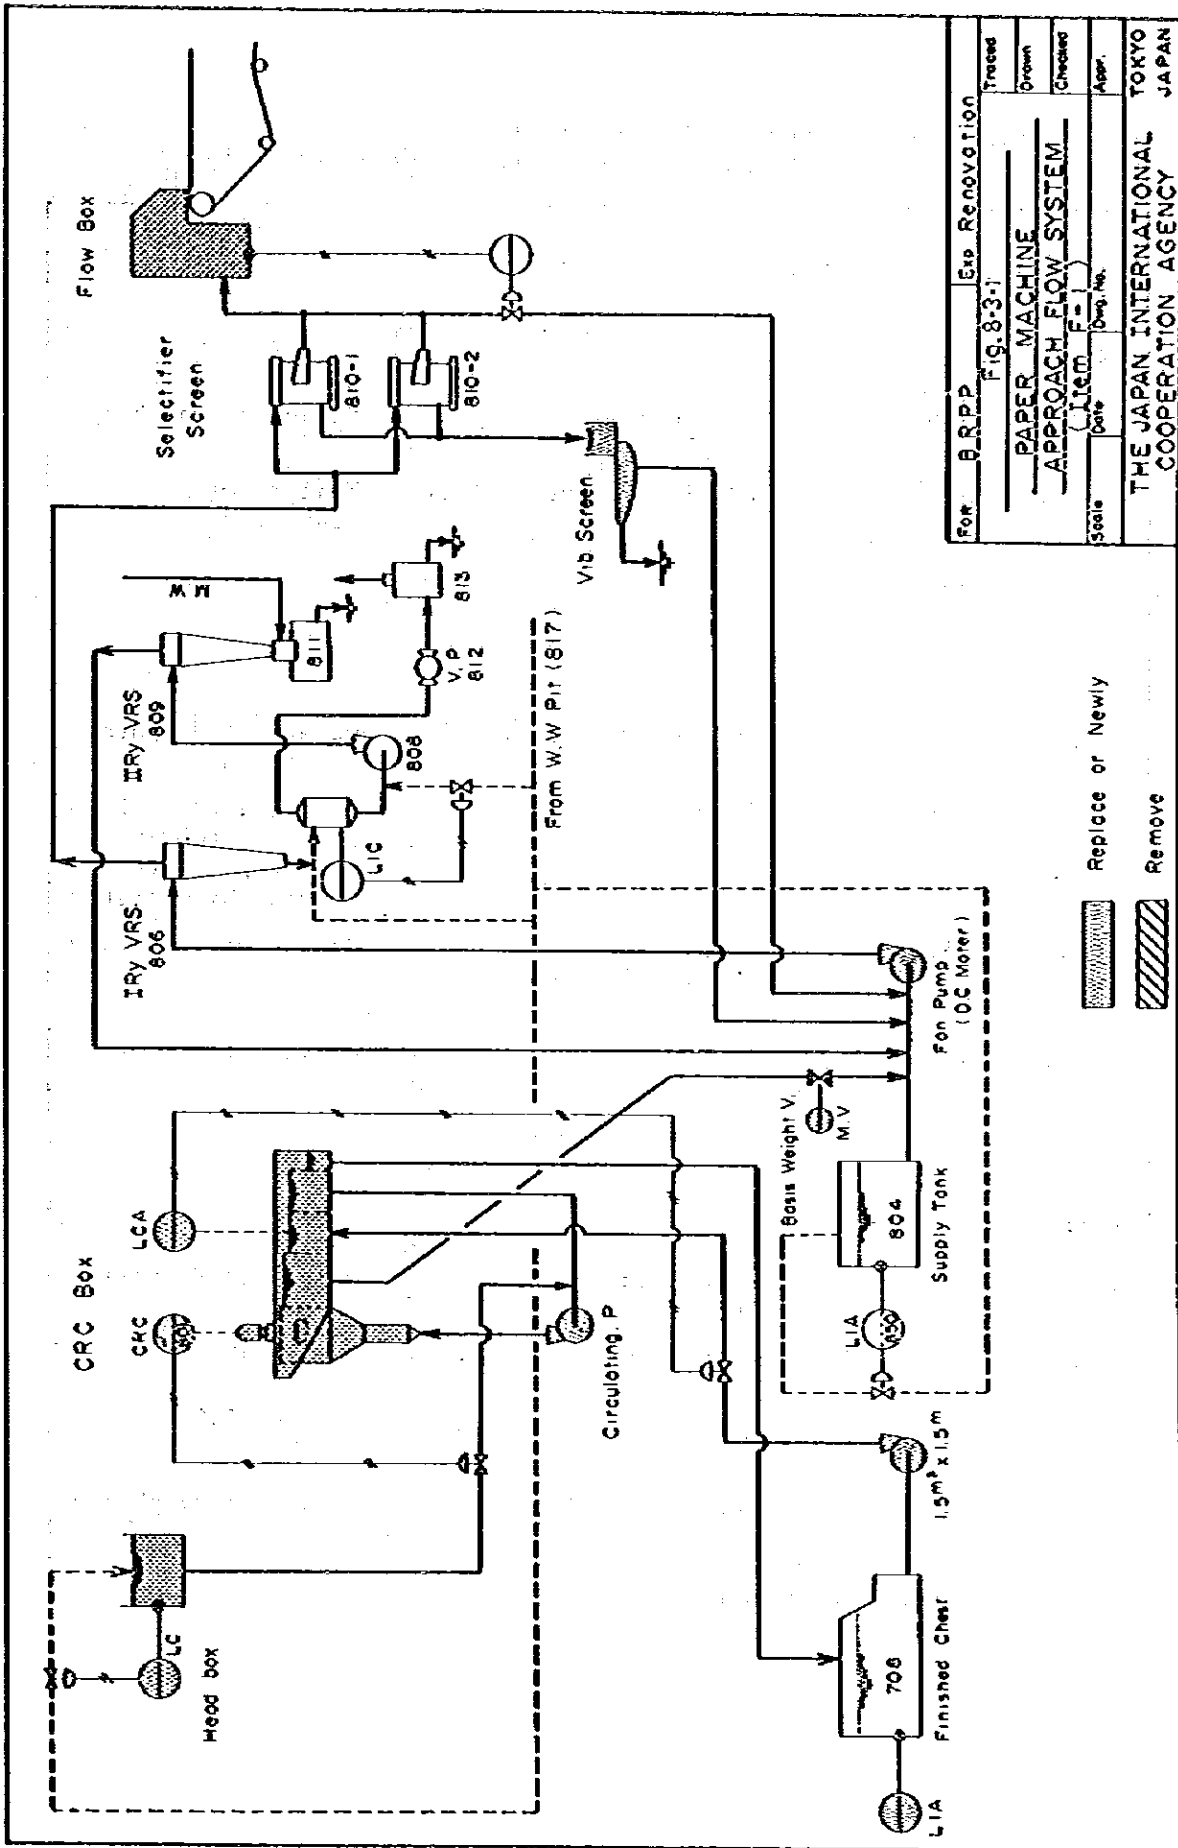 Flow Box
Selectifier
Screen
810-1
810-2
Vib Screen
M.W
811
813
V.P
812
IIRy VRS
809
808
LIC
From W.W Pit (817)
IRy VRS
806
Fan Pump
(D.C Motor)
CRC Box
LCA
CRC
Circulating. P
Basis Weight V.
M.V
804
Supply Tank
LIA
LC
Head box
1.5m³ x 1.5m
708
Finished Chest
LIA
Replace or Newly
Remove
For B.R.P.P Exp Renovation
Fig.8-3-1
PAPER MACHINE
APPROACH FLOW SYSTEM
(Item F-1)
Traced
Drawn
Checked
Scale Date Dwg.No. Appr.
THE JAPAN INTERNATIONAL TOKYO
COOPERATION AGENCY JAPAN